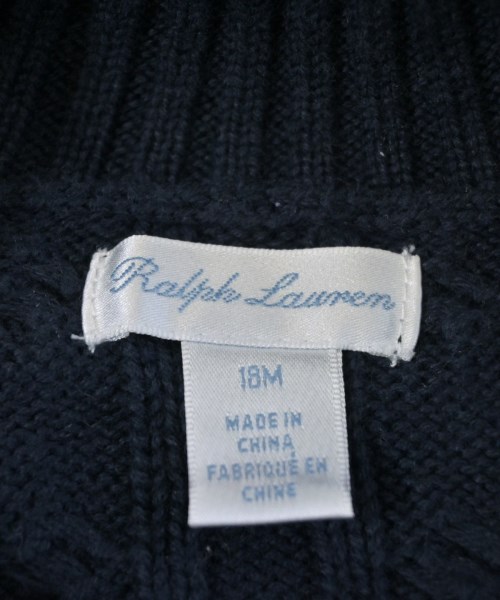 Ralph Lauren
18M
MADE IN
CHINA
FABRIQUÉ EN
CHINE